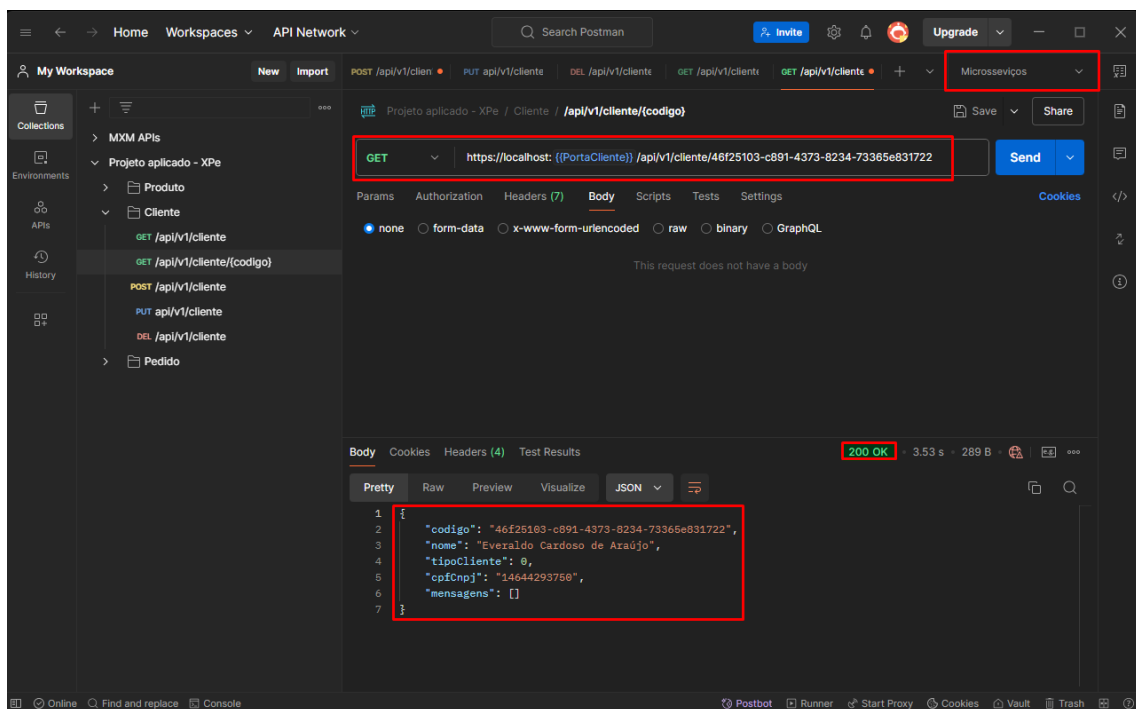 Home Workspaces API Network Search Postman Invite Upgrade
My Workspace New Import POST /api/v1/clien PUT api/v1/cliente DEL /api/v1/cliente GET /api/v1/cliente GET /api/v1/cliente Microsseviços
Collections
Environments
APIs
History
MXM APIs
Projeto aplicado - XPe
Produto
Cliente
GET /api/v1/cliente
GET /api/v1/cliente/{codigo}
POST /api/v1/cliente
PUT api/v1/cliente
DEL /api/v1/cliente
Pedido
HTTP Projeto aplicado - XPe / Cliente / /api/v1/cliente/{codigo} Save Share
GET https://localhost: {{PortaCliente}} /api/v1/cliente/46f25103-c891-4373-8234-73365e831722 Send
Params Authorization Headers (7) Body Scripts Tests Settings Cookies
none form-data x-www-form-urlencoded raw binary GraphQL
This request does not have a body
Body Cookies Headers (4) Test Results 200 OK 3.53 s 289 B e.g.
Pretty Raw Preview Visualize JSON
1 {
2 "codigo": "46f25103-c891-4373-8234-73365e831722",
3 "nome": "Everaldo Cardoso de Araújo",
4 "tipoCliente": 0,
5 "cpfCnpj": "14644293750",
6 "mensagens": []
7 }
Online Find and replace Console Postbot Runner Start Proxy Cookies Vault Trash